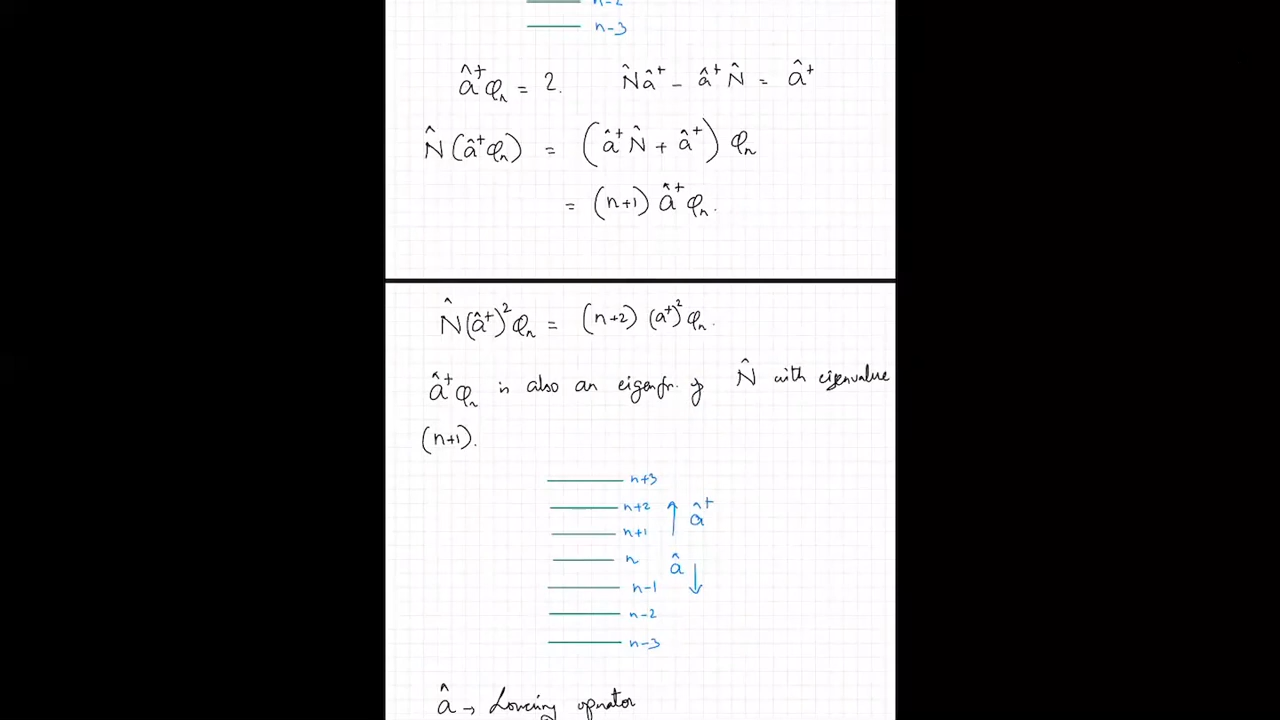 n-2
n-3
â†φₙ = 2. N̂â† - â†N̂ = â†
N̂(â†φₙ) = (â†N̂ + â†) φₙ
= (n+1) â†φₙ.
N̂(â†)²φₙ = (n+2) (a†)²φₙ.
â†φₙ is also an eigenfn. of N̂ with eigenvalue
(n+1).
n+3
n+2 â†
n+1
n â
n-1
n-2
n-3
â → Lowering operator